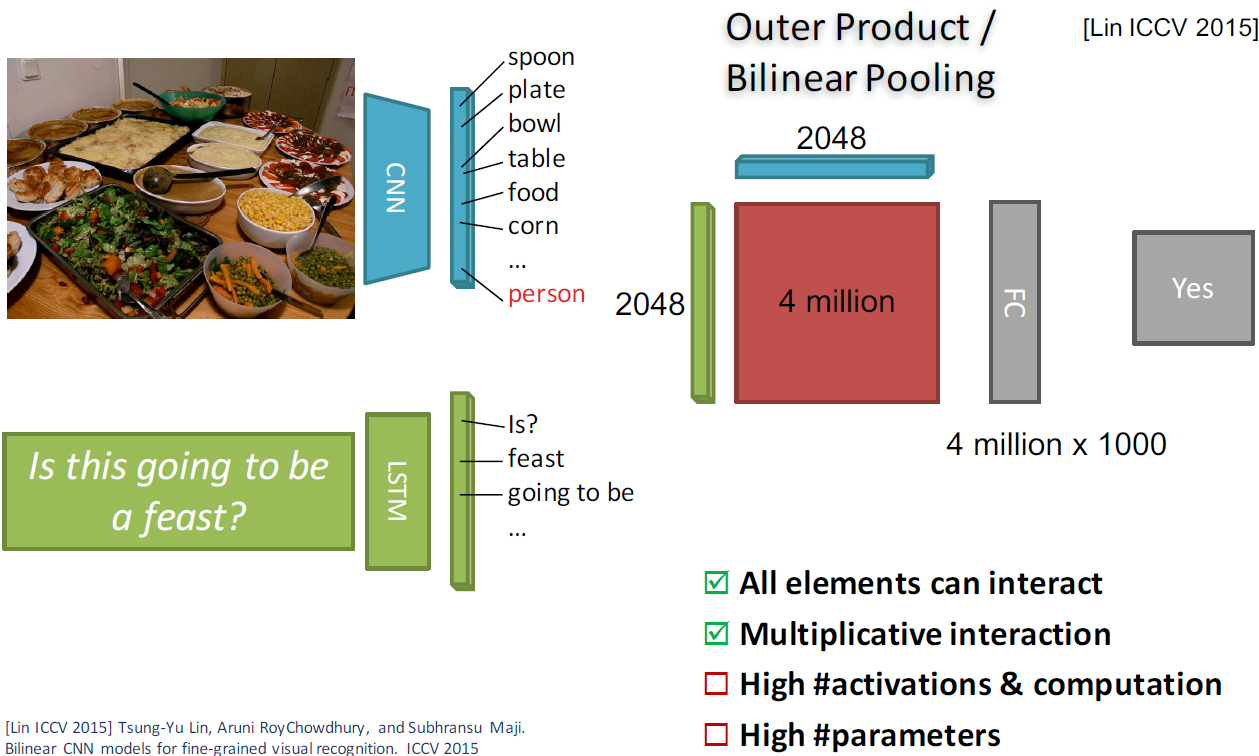 Outer Product /
Bilinear Pooling
[Lin ICCV 2015]
spoon
plate
bowl
table
food
corn
...
person
CNN
2048
2048
4 million
FC
Yes
4 million x 1000
Is this going to be
a feast?
LSTM
Is?
feast
going to be
...
☑ All elements can interact
☑ Multiplicative interaction
☐ High #activations & computation
☐ High #parameters
[Lin ICCV 2015] Tsung-Yu Lin, Aruni RoyChowdhury, and Subhransu Maji.
Bilinear CNN models for fine-grained visual recognition. ICCV 2015